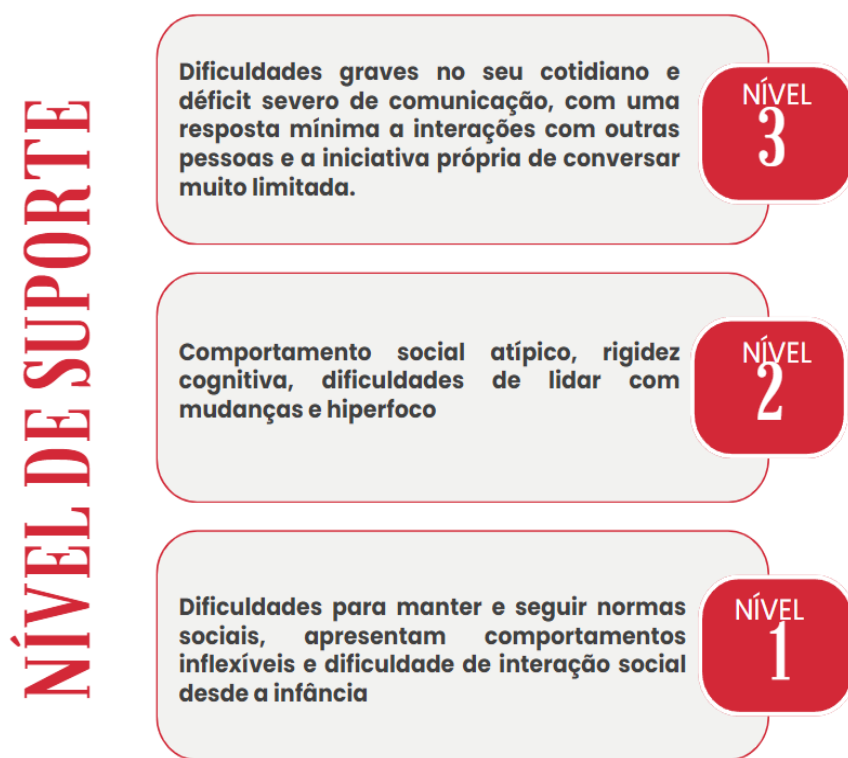 NÍVEL DE SUPORTE
Dificuldades graves no seu cotidiano e
déficit severo de comunicação, com uma
resposta mínima a interações com outras
pessoas e a iniciativa própria de conversar
muito limitada.
NÍVEL
3
Comportamento social atípico, rigidez
cognitiva, dificuldades de lidar com
mudanças e hiperfoco
NÍVEL
2
Dificuldades para manter e seguir normas
sociais, apresentam comportamentos
inflexíveis e dificuldade de interação social
desde a infância
NÍVEL
1